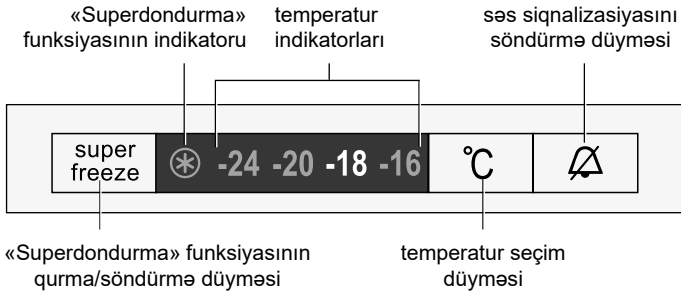 «Superdondurma»
funksiyasının indikatoru
temperatur
indikatorları
səs siqnalizasiyasını
söndürmə düyməsi
super
freeze
-24 -20 -18 -16
°C
«Superdondurma» funksiyasının
qurma/söndürmə düyməsi
temperatur seçim
düyməsi